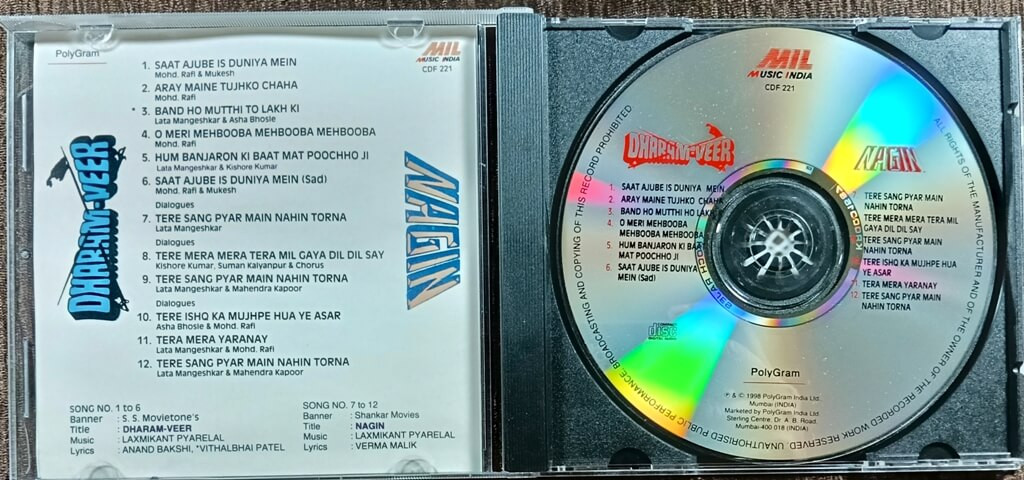 PolyGram
MIL
MUSIC INDIA
CDF 221
DHARAM-VEER
NAGIN
1. SAAT AJUBE IS DUNIYA MEIN
Mohd. Rafi & Mukesh
2. ARAY MAINE TUJHKO CHAHA
Mohd. Rafi
* 3. BAND HO MUTTHI TO LAKH KI
Lata Mangeshkar & Asha Bhosle
4. O MERI MEHBOOBA MEHBOOBA MEHBOOBA
Mohd. Rafi
5. HUM BANJARON KI BAAT MAT POOCHHO JI
Lata Mangeshkar & Kishore Kumar
6. SAAT AJUBE IS DUNIYA MEIN (Sad)
Mohd. Rafi & Mukesh
Dialogues
7. TERE SANG PYAR MAIN NAHIN TORNA
Lata Mangeshkar
Dialogues
8. TERE MERA MERA TERA MIL GAYA DIL DIL SAY
Kishore Kumar, Suman Kalyanpur & Chorus
9. TERE SANG PYAR MAIN NAHIN TORNA
Lata Mangeshkar & Mahendra Kapoor
Dialogues
10. TERE ISHQ KA MUJHPE HUA YE ASAR
Asha Bhosle & Mohd. Rafi
11. TERA MERA YARANAY
Lata Mangeshkar & Mohd. Rafi
12. TERE SANG PYAR MAIN NAHIN TORNA
Lata Mangeshkar & Mahendra Kapoor
SONG NO. 1 to 6
Banner : S. S. Movietone's
Title : DHARAM-VEER
Music : LAXMIKANT PYARELAL
Lyrics : ANAND BAKSHI, *VITHALBHAI PATEL
SONG NO. 7 to 12
Banner : Shankar Movies
Title : NAGIN
Music : LAXMIKANT PYARELAL
Lyrics : VERMA MALIK
MIL
MUSIC INDIA
CDF 221
DHARAM-VEER
NAGIN
1. SAAT AJUBE IS DUNIYA MEIN
2. ARAY MAINE TUJHKO CHAHA
3. BAND HO MUTTHI TO LAKH
4. O MERI MEHBOOBA
MEHBOOBA MEHBOOBA
5. HUM BANJARON KI BAAT
MAT POOCHHO JI
6. SAAT AJUBE IS DUNIYA
MEIN (Sad)
TERE SANG PYAR MAIN
NAHIN TORNA
TERE MERA MERA TERA MIL
GAYA DIL DIL SAY
TERE SANG PYAR MAIN
NAHIN TORNA
TERE ISHQ KA MUJHPE HUA
YE ASAR
11. TERA MERA YARANAY
12. TERE SANG PYAR MAIN
NAHIN TORNA
COMPACT
disc
DIGITAL AUDIO
PolyGram
℗ & © 1998 PolyGram India Ltd.
Mumbai (INDIA)
Marketed by PolyGram India Ltd.
Sterling Centre, Dr. A. B. Road,
Mumbai-400 018 (INDIA)
ALL RIGHTS OF THE MANUFACTURER AND OF THE OWNER OF THE RECORDED WORK RESERVED. UNAUTHORISED PUBLIC PERFORMANCE, BROADCASTING AND COPYING OF THIS RECORD PROHIBITED